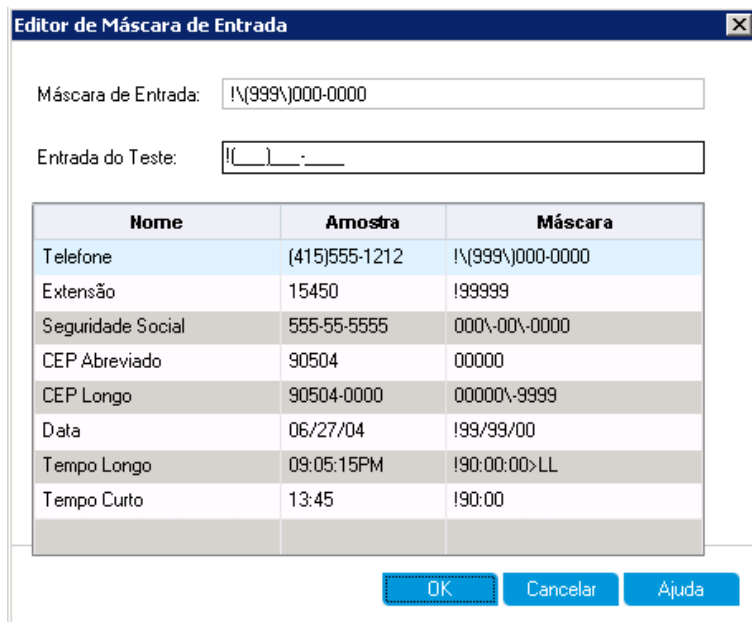 Editor de Máscara de Entrada
Máscara de Entrada: !\(999\)000-0000
Entrada do Teste: !(___)___-____
Nome Amostra Máscara
Telefone (415)555-1212 !\(999\)000-0000
Extensão 15450 !99999
Seguridade Social 555-55-5555 000\-00\-0000
CEP Abreviado 90504 00000
CEP Longo 90504-0000 00000\-9999
Data 06/27/04 !99/99/00
Tempo Longo 09:05:15PM !90:00:00>LL
Tempo Curto 13:45 !90:00
OK Cancelar Ajuda